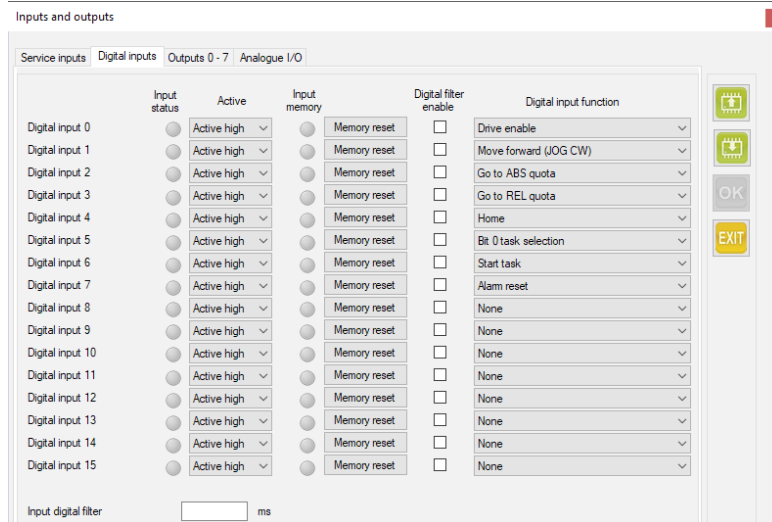 Inputs and outputs
Service inputs Digital inputs Outputs 0 - 7 Analogue I/O
Input status Active Input memory Digital filter enable Digital input function
Digital input 0 Active high Memory reset Drive enable
Digital input 1 Active high Memory reset Move forward (JOG CW)
Digital input 2 Active high Memory reset Go to ABS quota
Digital input 3 Active high Memory reset Go to REL quota
Digital input 4 Active high Memory reset Home
Digital input 5 Active high Memory reset Bit 0 task selection
Digital input 6 Active high Memory reset Start task
Digital input 7 Active high Memory reset Alarm reset
Digital input 8 Active high Memory reset None
Digital input 9 Active high Memory reset None
Digital input 10 Active high Memory reset None
Digital input 11 Active high Memory reset None
Digital input 12 Active high Memory reset None
Digital input 13 Active high Memory reset None
Digital input 14 Active high Memory reset None
Digital input 15 Active high Memory reset None
Input digital filter ms
OK
EXIT